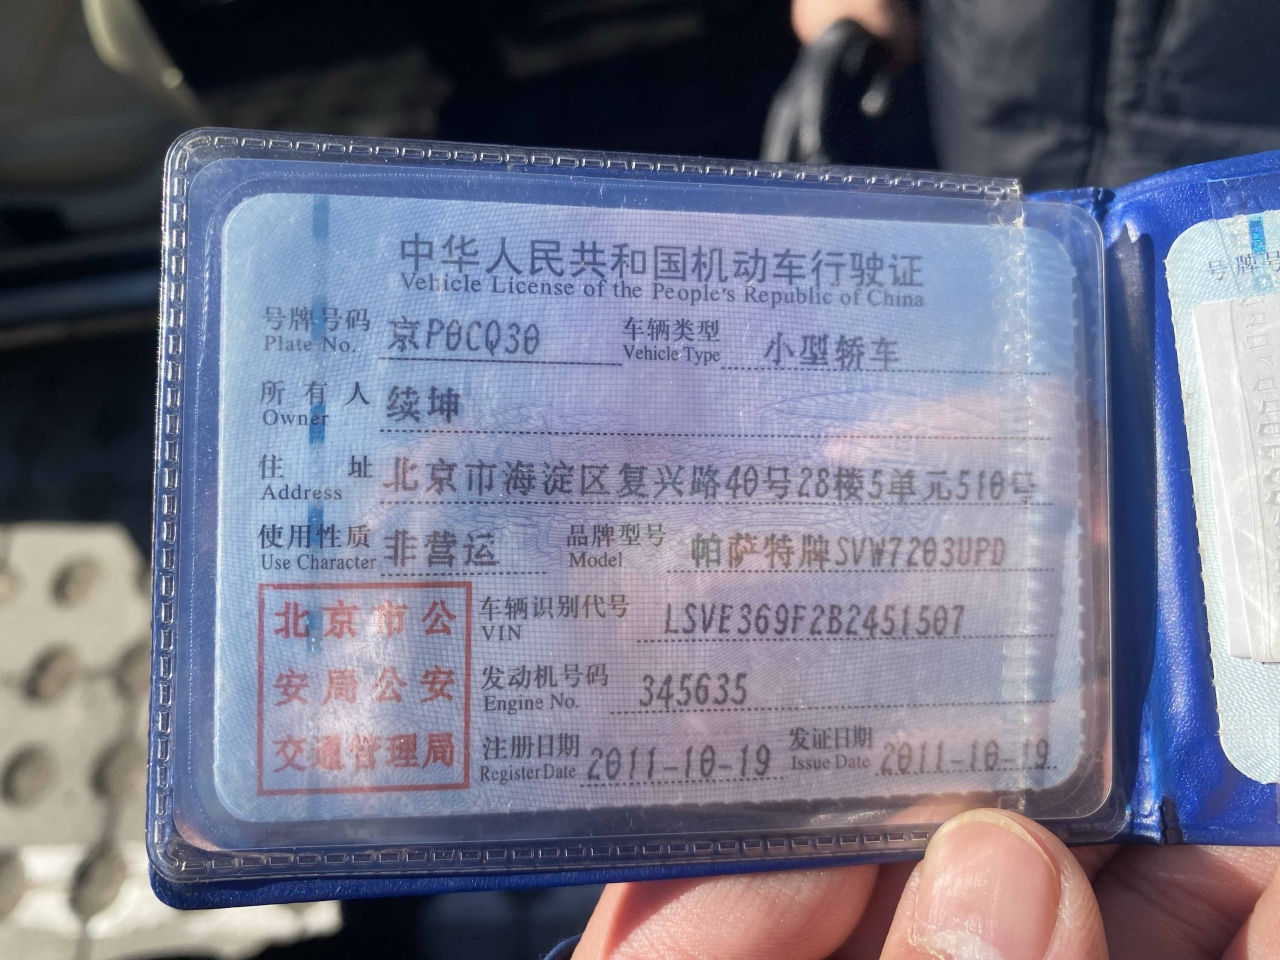 中华人民共和国机动车行驶证
Vehicle License of the People's Republic of China
号牌号码 京P0CQ30 车辆类型 小型轿车
Plate No. Vehicle Type
所有人 续坤
Owner
住址 北京市海淀区复兴路40号28楼5单元510号
Address
使用性质 非营运 品牌型号 帕萨特牌SVW7203UPD
Use Character Model
北京市公
安局公安
交通管理局
车辆识别代号 LSVE369F2B2451507
VIN
发动机号码 345635
Engine No.
注册日期 2011-10-19 发证日期 2011-10-19
Register Date Issue Date
号牌号